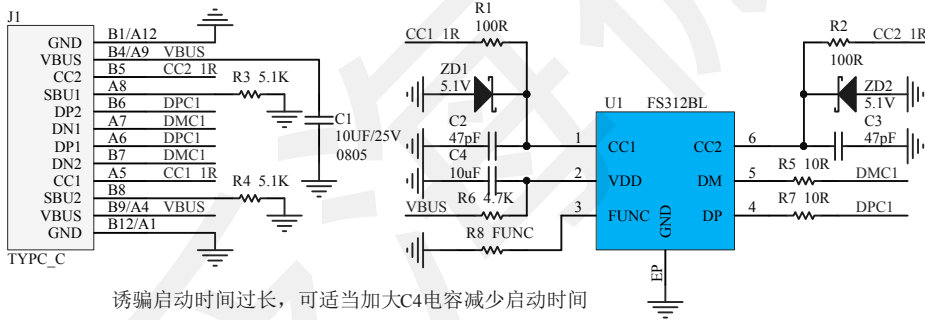 J1
GND B1/A12
VBUS B4/A9 VBUS
CC2 B5 CC2 1R
SBU1 A8 R3 5.1K
DP2 B6 DPC1
DN1 A7 DMC1
DP1 A6 DPC1
DN2 B7 DMC1
CC1 A5 CC1 1R
SBU2 B8 R4 5.1K
VBUS B9/A4 VBUS
GND B12/A1
TYPC_C
C1
10UF/25V
0805
R1
CC1 1R 100R
ZD1
5.1V
C2
47pF
C4
10uF
R6 4.7K
VBUS
R8 FUNC
U1 FS312BL
1 CC1 CC2 6
2 VDD DM 5
3 FUNC DP 4
GND
EP
R2
CC2 1R
100R
ZD2
5.1V
C3
47pF
R5 10R
DMC1
R7 10R
DPC1
诱骗启动时间过长，可适当加大C4电容减少启动时间